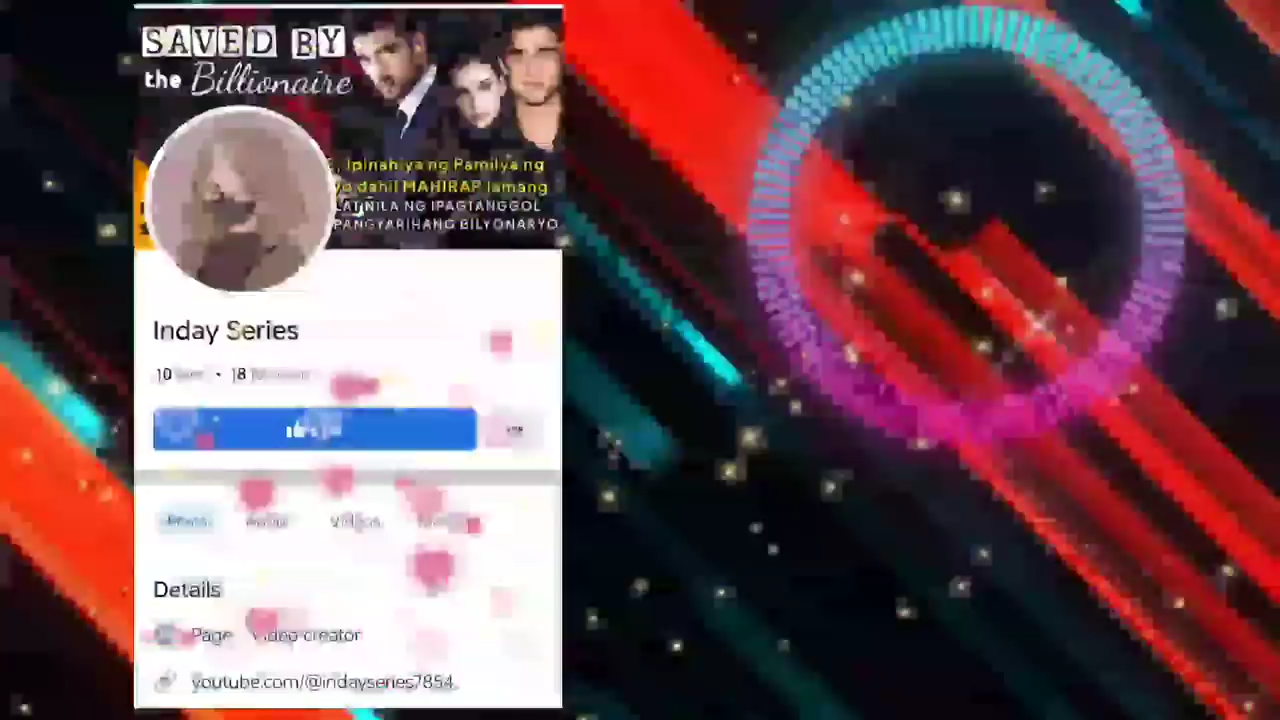 SAVED BY
the Billionaire
Ipinahiya ng Pamilya ng
dahil MAHIRAP lamang
NILA NG IPAGTANGGOL
PANGYARIHANG BILYONARYO
Inday Series
10 • 18
Videos
Details
Page Video creator
youtube.com/@indayseries7854